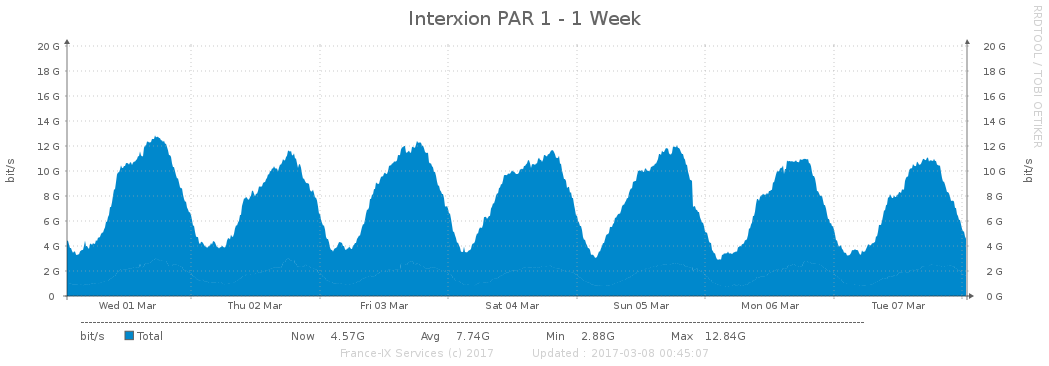 Interxion PAR 1 - 1 Week
RRDTOOL / TOBI OETIKER
bit/s
20 G 20 G
18 G 18 G
16 G 16 G
14 G 14 G
12 G 12 G
10 G 10 G
8 G 8 G
6 G 6 G
4 G 4 G
2 G 2 G
0 0 G
bit/s
Wed 01 Mar Thu 02 Mar Fri 03 Mar Sat 04 Mar Sun 05 Mar Mon 06 Mar Tue 07 Mar
bit/s Total Now 4.57G Avg 7.74G Min 2.88G Max 12.84G
France-IX Services (c) 2017 Updated : 2017-03-08 00:45:07